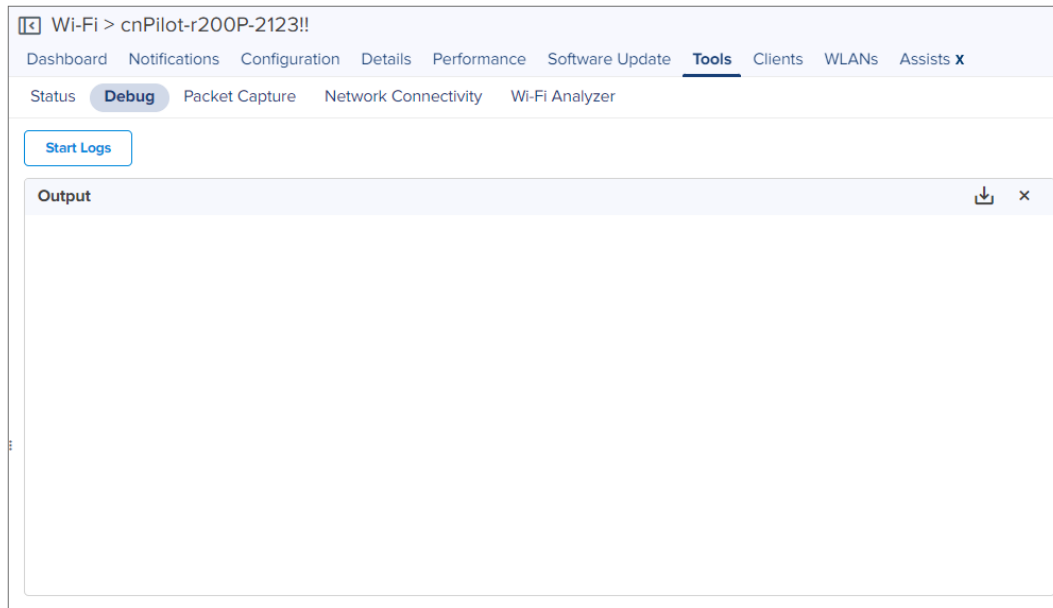 Wi-Fi > cnPilot-r200P-2123!!
Dashboard Notifications Configuration Details Performance Software Update Tools Clients WLANs Assists X
Status Debug Packet Capture Network Connectivity Wi-Fi Analyzer
Start Logs
Output